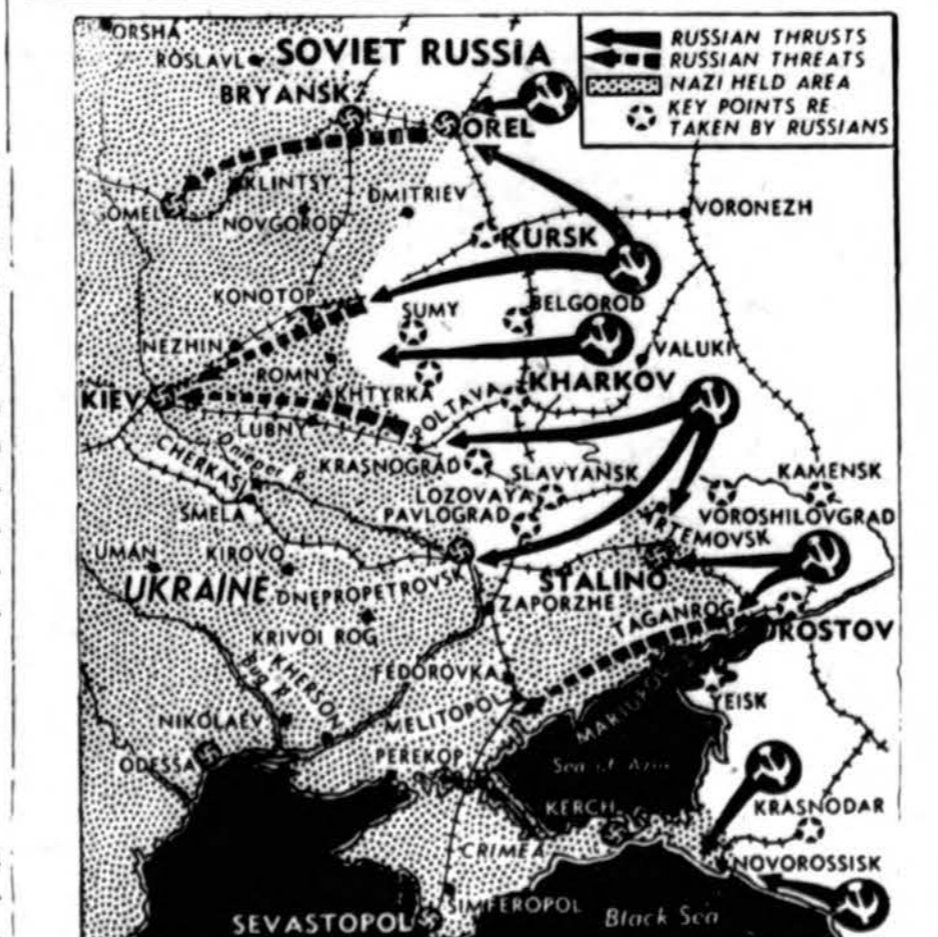 ORSHA
ROSLAVL
SOVIET RUSSIA
BRYANSK
OREL
RUSSIAN THRUSTS
RUSSIAN THREATS
NAZI HELD AREA
KEY POINTS RE
TAKEN BY RUSSIANS
KLINTSY
DMITRIEV
GOMEL
NOVGOROD
VORONEZH
KURSK
KONOTOP
SUMY
BELGOROD
NEZHIN
VALUKI
ROMNY
KHARKOV
KIEV
AKHTYRKA
POLTAVA
LUBNY
Dnieper R.
CHERKASI
KRASNOGRAD
SLAVYANSK
KAMENSK
LOZOVAYA
SMELA
PAVLOGRAD
VOROSHILOVGRAD
ARTEMOVSK
UMAN
KIROVO
UKRAINE
DNEPROPETROVSK
STALINO
ZAPORZHE
TAGANROG
ROSTOV
KRIVOI ROG
Bug R.
KHERSON
FEDOROVKA
MARIUPOL
YEISK
NIKOLAEV
MELITOPOL
ODESSA
PEREKOP
Sea of Azov
KERCH
KRASNODAR
CRIMEA
NOVOROSSISK
SIMFEROPOL
SEVASTOPOL
Black Sea